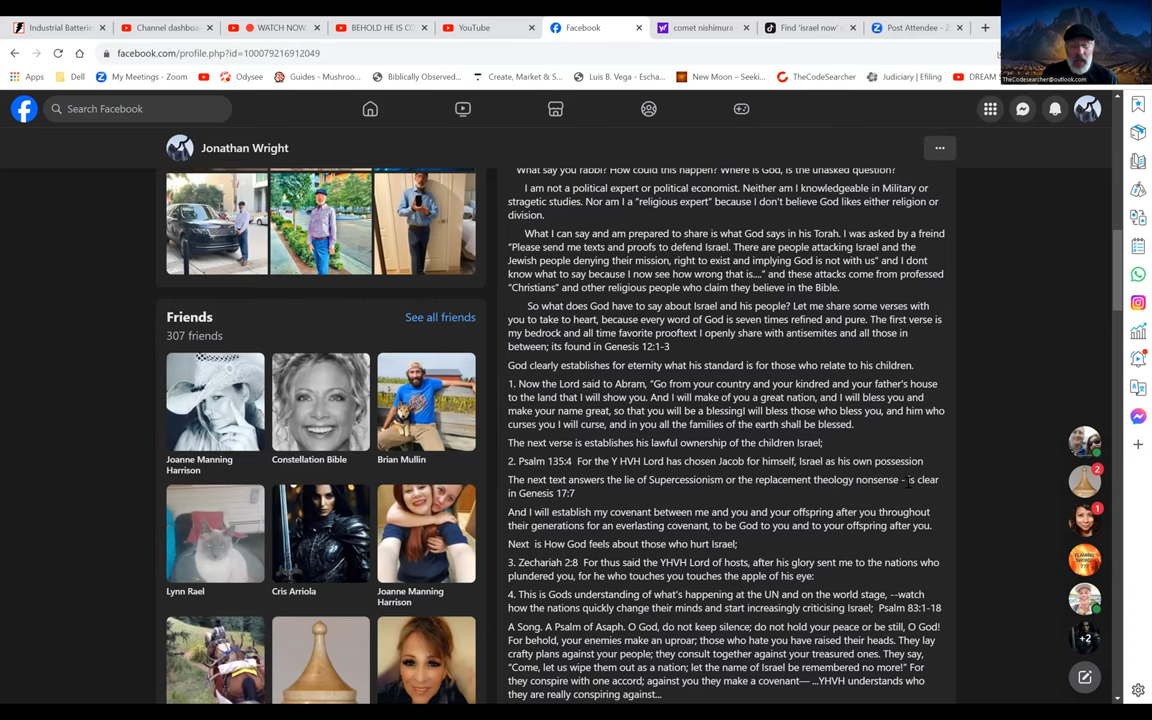 Industrial Batterie
Channel dashboar
WATCH NOW!
BEHOLD HE IS CO
YouTube
Facebook
comet nishimura
Find 'israel now' o
Post Attendee - Z
facebook.com/profile.php?id=100079216912049
TheCodesearcher@outlook.com
Apps
Dell
My Meetings - Zoom
Odysee
Guides - Mushroo...
Biblically Observed...
Create, Market & S...
Luis B. Vega - Escha...
New Moon – Seeki...
TheCodeSearcher
Judiciary | Efiling
DREAM
Search Facebook
Jonathan Wright
Friends
See all friends
307 friends
Joanne Manning
Harrison
Constellation Bible
Brian Mullin
Lynn Rael
Cris Arriola
Joanne Manning
Harrison
What say you rabbi? How could this happen? Where is God, is the unasked question?
I am not a political expert or political economist. Neither am I knowledgeable in Military or
stragetic studies. Nor am I a "religious expert" because I don't believe God likes either religion or
division.
What I can say and am prepared to share is what God says in his Torah. I was asked by a freind
"Please send me texts and proofs to defend Israel. There are people attacking Israel and the
Jewish people denying their mission, right to exist and implying God is not with us" and I dont
know what to say because I now see how wrong that is...." and these attacks come from professed
"Christians" and other religious people who claim they believe in the Bible.
So what does God have to say about Israel and his people? Let me share some verses with
you to take to heart, because every word of God is seven times refined and pure. The first verse is
my bedrock and all time favorite prooftext I openly share with antisemites and all those in
between; its found in Genesis 12:1-3
God clearly establishes for eternity what his standard is for those who relate to his children.
1. Now the Lord said to Abram, "Go from your country and your kindred and your father's house
to the land that I will show you. And I will make of you a great nation, and I will bless you and
make your name great, so that you will be a blessingI will bless those who bless you, and him who
curses you I will curse, and in you all the families of the earth shall be blessed.
The next verse is establishes his lawful ownership of the children Israel;
2. Psalm 135:4 For the Y HVH Lord has chosen Jacob for himself, Israel as his own possession
The next text answers the lie of Supercessionism or the replacement theology nonsense - is clear
in Genesis 17:7
And I will establish my covenant between me and you and your offspring after you throughout
their generations for an everlasting covenant, to be God to you and to your offspring after you.
Next is How God feels about those who hurt Israel;
3. Zechariah 2:8 For thus said the YHVH Lord of hosts, after his glory sent me to the nations who
plundered you, for he who touches you touches the apple of his eye:
4. This is Gods understanding of what's happening at the UN and on the world stage, --watch
how the nations quickly change their minds and start increasingly criticising Israel; Psalm 83:1-18
A Song. A Psalm of Asaph. O God, do not keep silence; do not hold your peace or be still, O God!
For behold, your enemies make an uproar; those who hate you have raised their heads. They lay
crafty plans against your people; they consult together against your treasured ones. They say,
"Come, let us wipe them out as a nation; let the name of Israel be remembered no more!" For
they conspire with one accord; against you they make a covenant— ...YHVH understands who
they are really conspiring against...
2
1
+2